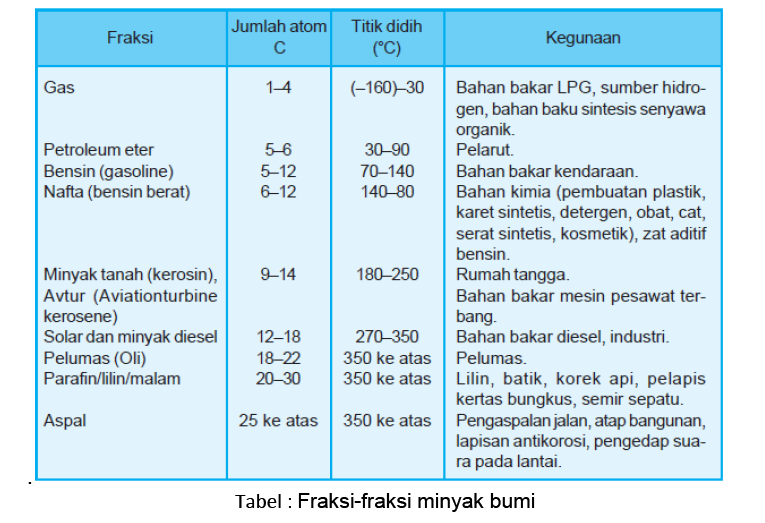 Fraksi Jumlah atom C Titik didih (°C) Kegunaan
Gas 1–4 (–160)–30 Bahan bakar LPG, sumber hidro-
gen, bahan baku sintesis senyawa
organik.
Petroleum eter 5–6 30–90 Pelarut.
Bensin (gasoline) 5–12 70–140 Bahan bakar kendaraan.
Nafta (bensin berat) 6–12 140–80 Bahan kimia (pembuatan plastik,
karet sintetis, detergen, obat, cat,
serat sintetis, kosmetik), zat aditif
bensin.
Minyak tanah (kerosin), 9–14 180–250 Rumah tangga.
Avtur (Aviationturbine Bahan bakar mesin pesawat ter-
kerosene) bang.
Solar dan minyak diesel 12–18 270–350 Bahan bakar diesel, industri.
Pelumas (Oli) 18–22 350 ke atas Pelumas.
Parafin/lilin/malam 20–30 350 ke atas Lilin, batik, korek api, pelapis
kertas bungkus, semir sepatu.
Aspal 25 ke atas 350 ke atas Pengaspalan jalan, atap bangunan,
lapisan antikorosi, pengedap sua-
ra pada lantai.
.
Tabel : Fraksi-fraksi minyak bumi